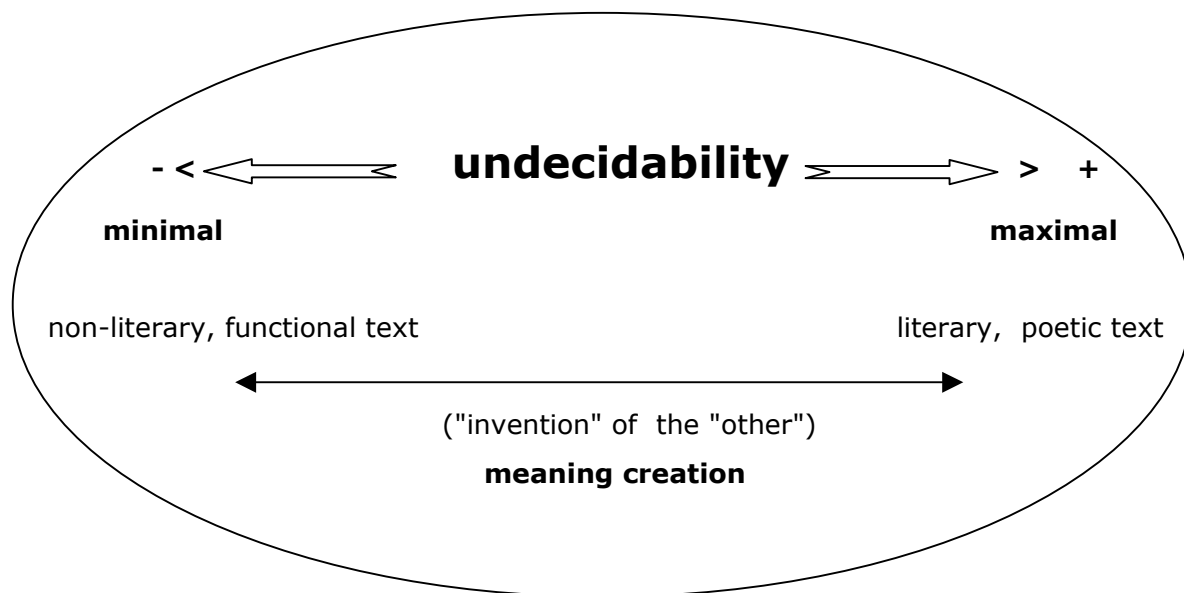 - < undecidability > +
minimal maximal
non-literary, functional text literary, poetic text
("invention" of the "other")
meaning creation